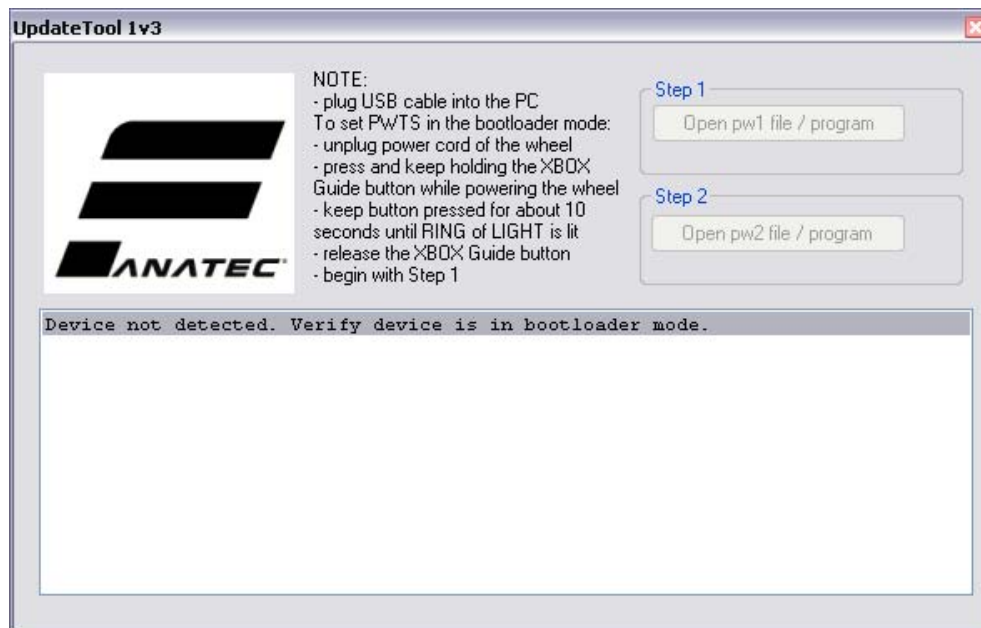 UpdateTool 1v3
NOTE:
- plug USB cable into the PC
To set PWTS in the bootloader mode:
- unplug power cord of the wheel
- press and keep holding the XBOX
Guide button while powering the wheel
- keep button pressed for about 10
seconds until RING of LIGHT is lit
- release the XBOX Guide button
- begin with Step 1
Step 1
Open pw1 file / program
Step 2
Open pw2 file / program
FANATEC
Device not detected. Verify device is in bootloader mode.